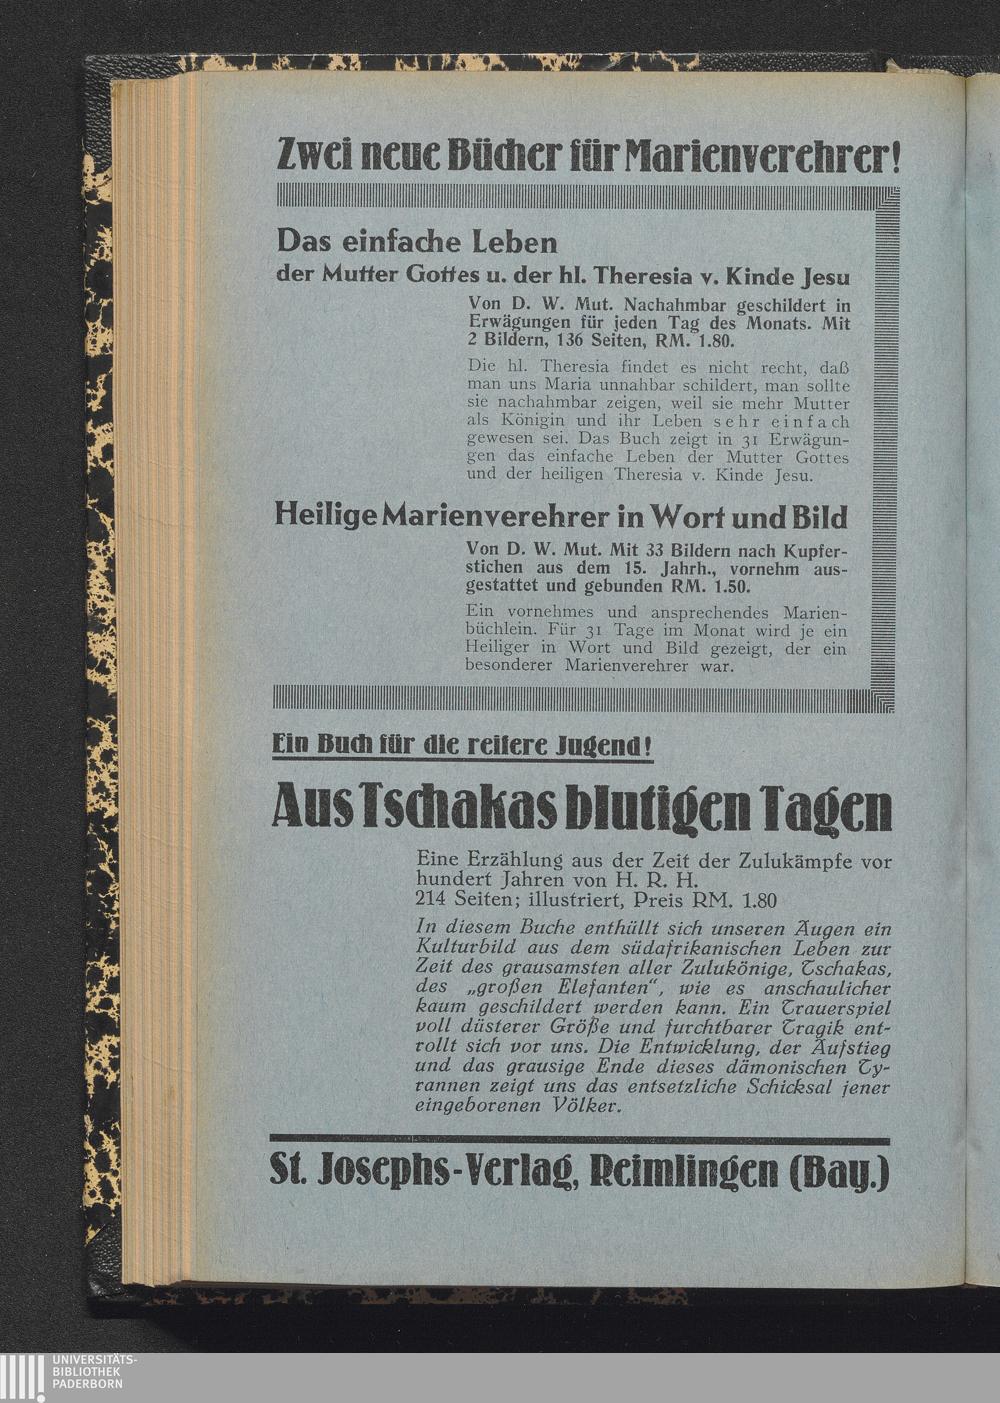 Zwei neue Bücher für Marienverehrer!
Das einfache Leben
der Mutter Gottes u. der hl. Theresia v. Kinde Jesu
Von D. W. Mut. Nachahmbar geschildert in
Erwägungen für jeden Tag des Monats. Mit
2 Bildern, 136 Seiten, RM. 1.80.
Die hl. Theresia findet es nicht recht, daß
man uns Maria unnahbar schildert, man sollte
sie nachahmbar zeigen, weil sie mehr Mutter
als Königin und ihr Leben sehr einfach
gewesen sei. Das Buch zeigt in 31 Erwägun-
gen das einfache Leben der Mutter Gottes
und der heiligen Theresia v. Kinde Jesu.
Heilige Marienverehrer in Wort und Bild
Von D. W. Mut. Mit 33 Bildern nach Kupfer-
stichen aus dem 15. Jahrh., vornehm aus-
gestattet und gebunden RM. 1.50.
Ein vornehmes und ansprechendes Marien-
büchlein. Für 31 Tage im Monat wird je ein
Heiliger in Wort und Bild gezeigt, der ein
besonderer Marienverehrer war.
Ein Buch für die reifere Jugend!
Aus Tschakas blutigen Tagen
Eine Erzählung aus der Zeit der Zulukämpfe vor
hundert Jahren von H. R. H.
214 Seiten; illustriert, Preis RM. 1.80
In diesem Buche enthüllt sich unseren Augen ein
Kulturbild aus dem südafrikanischen Leben zur
Zeit des grausamsten aller Zulukönige, Tschakas,
des „großen Elefanten“, wie es anschaulicher
kaum geschildert werden kann. Ein Trauerspiel
voll düsterer Größe und furchtbarer Tragik ent-
rollt sich vor uns. Die Entwicklung, der Aufstieg
und das grausige Ende dieses dämonischen Ty-
rannen zeigt uns das entsetzliche Schicksal jener
eingeborenen Völker.
St. Josephs-Verlag, Reimlingen (Bay.)
UNIVERSITÄTS-
BIBLIOTHEK
PADERBORN